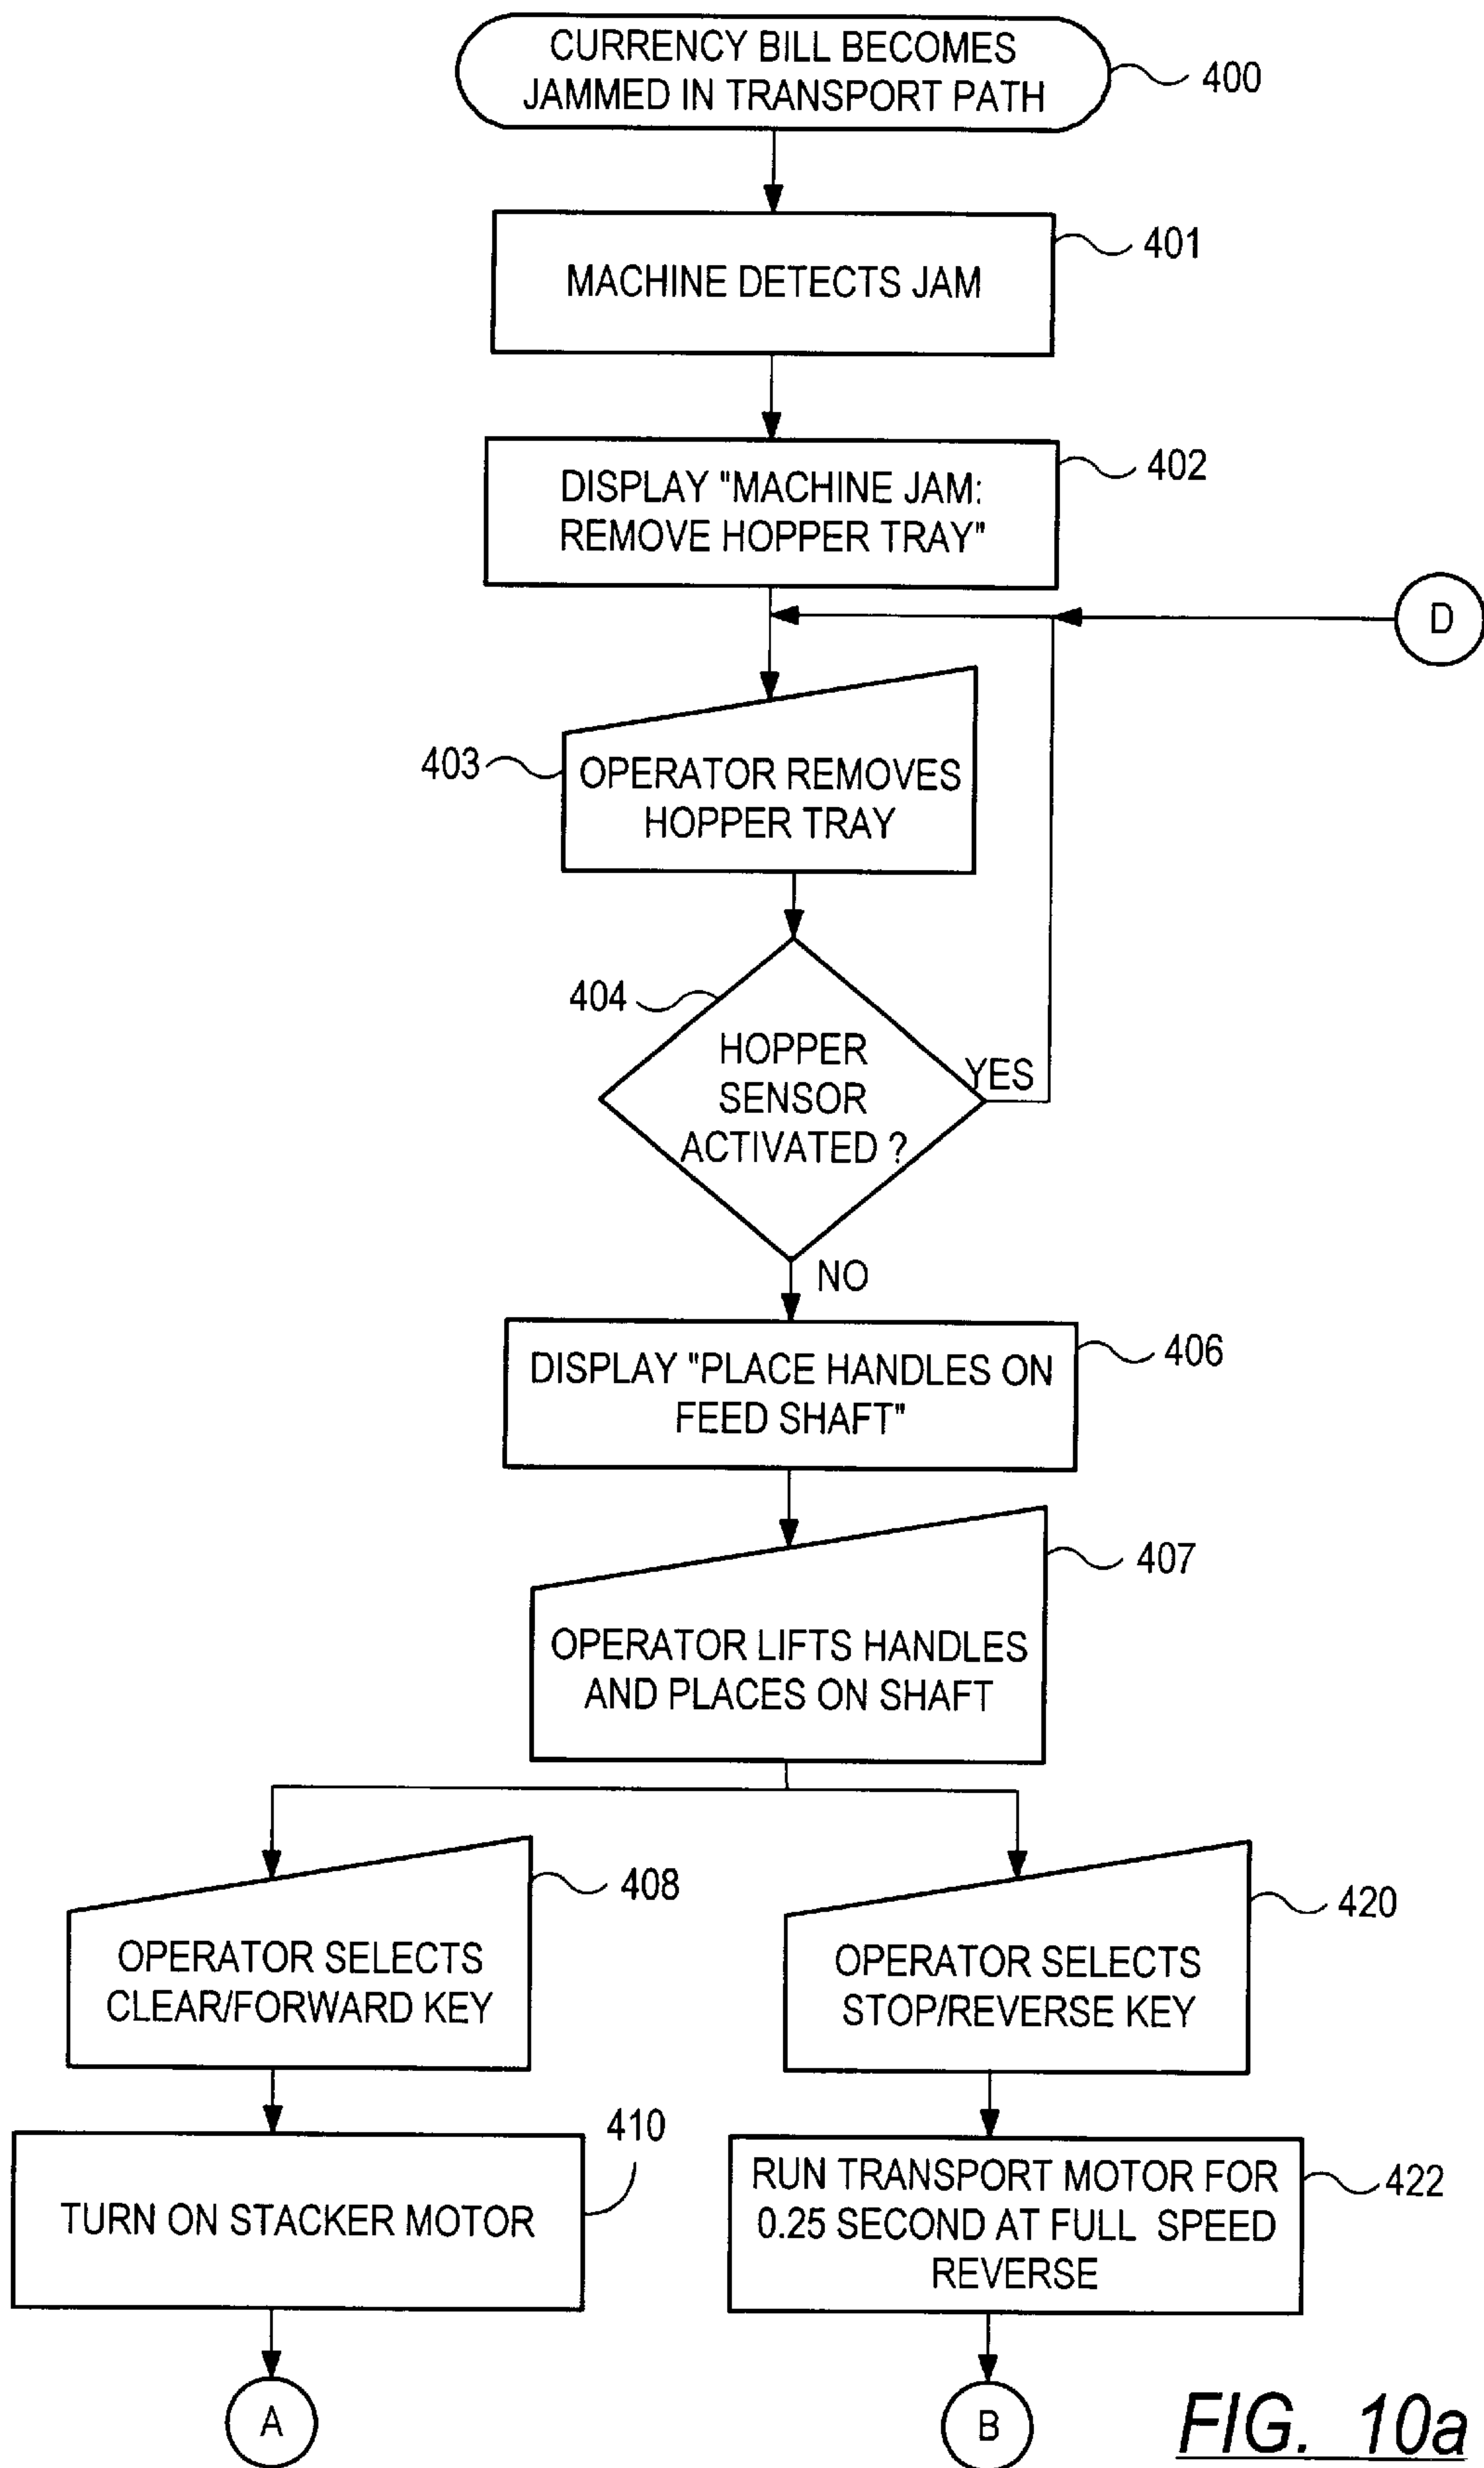 CURRENCY BILL BECOMES
JAMMED IN TRANSPORT PATH
400
MACHINE DETECTS JAM
401
DISPLAY "MACHINE JAM:
REMOVE HOPPER TRAY"
402
D
403
OPERATOR REMOVES
HOPPER TRAY
404
HOPPER
SENSOR
ACTIVATED ?
YES
NO
DISPLAY "PLACE HANDLES ON
FEED SHAFT"
406
407
OPERATOR LIFTS HANDLES
AND PLACES ON SHAFT
408
OPERATOR SELECTS
CLEAR/FORWARD KEY
420
OPERATOR SELECTS
STOP/REVERSE KEY
410
TURN ON STACKER MOTOR
RUN TRANSPORT MOTOR FOR
0.25 SECOND AT FULL SPEED
REVERSE
422
A
B
FIG. 10a